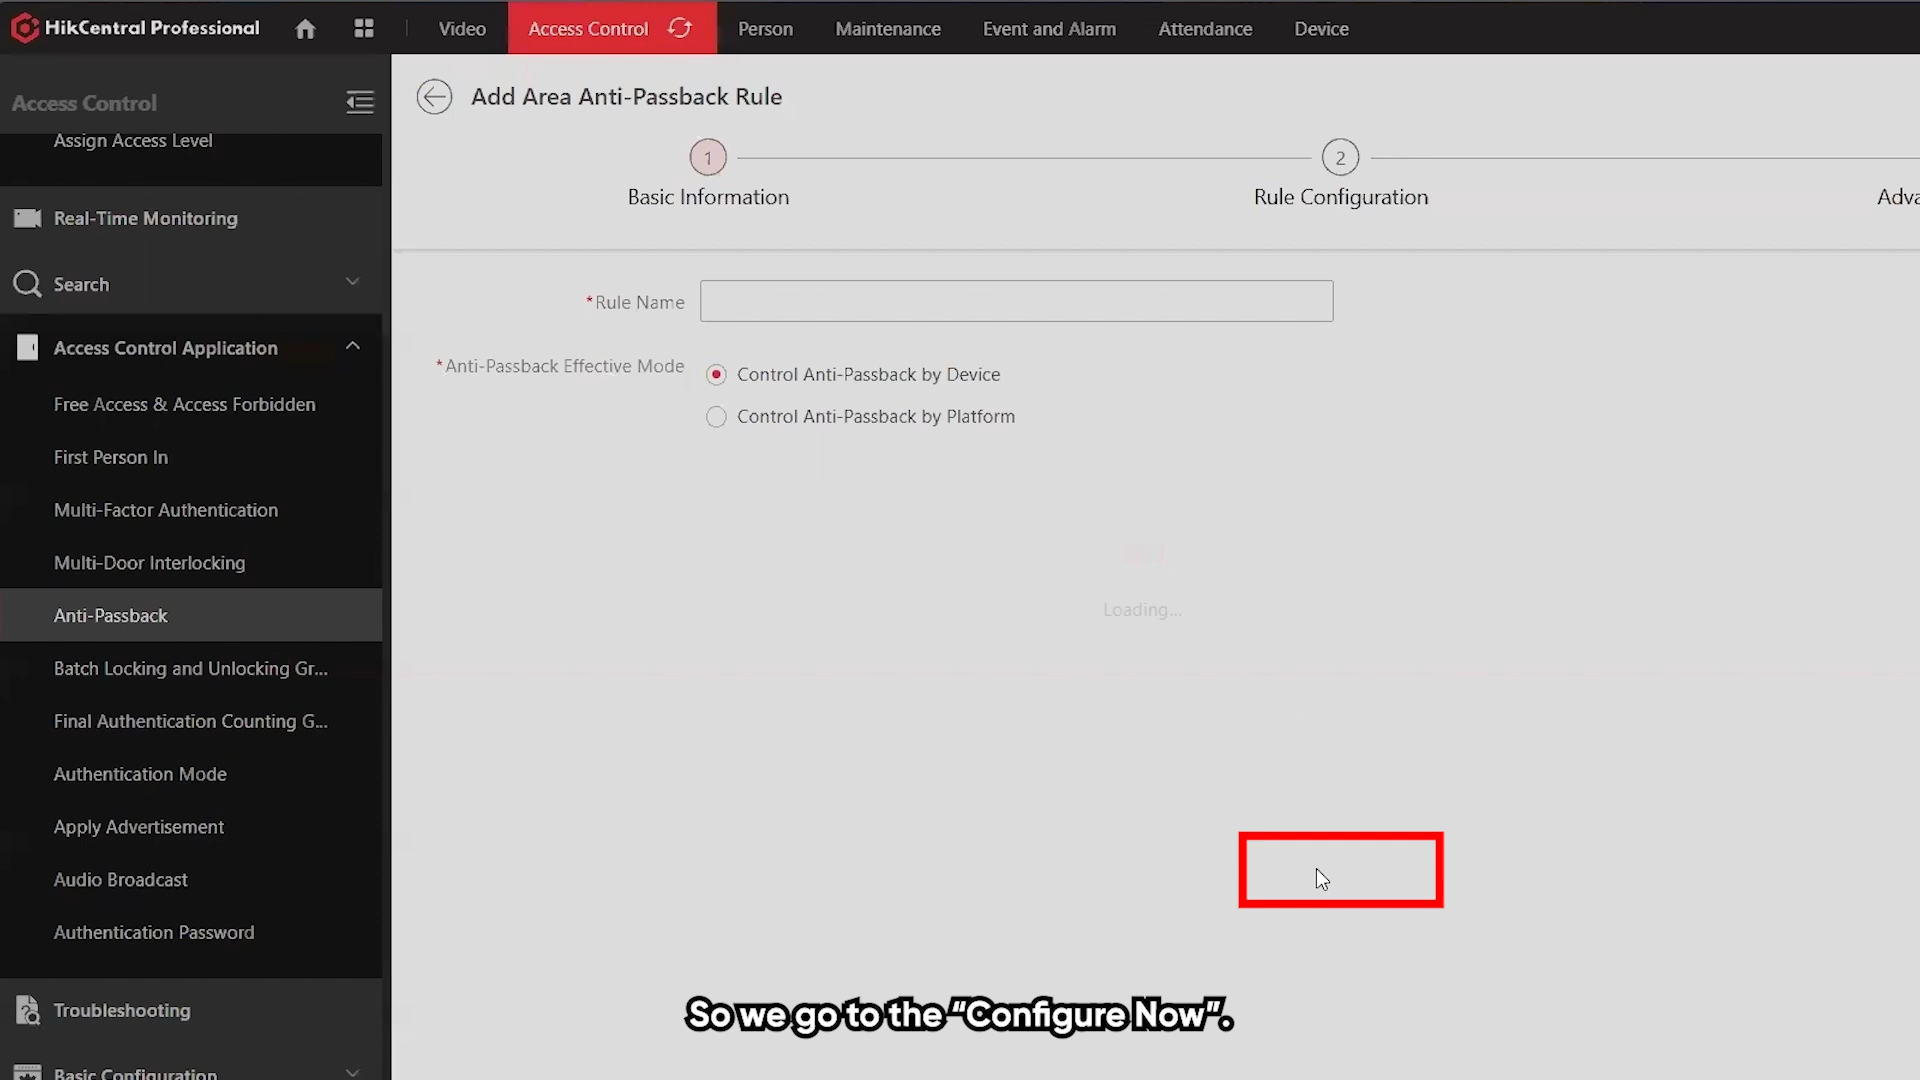 HikCentral Professional
Video
Access Control
Person
Maintenance
Event and Alarm
Attendance
Device
Access Control
Assign Access Level
Real-Time Monitoring
Search
Access Control Application
Free Access & Access Forbidden
First Person In
Multi-Factor Authentication
Multi-Door Interlocking
Anti-Passback
Batch Locking and Unlocking Gr...
Final Authentication Counting G...
Authentication Mode
Apply Advertisement
Audio Broadcast
Authentication Password
Troubleshooting
Basic Configuration
Add Area Anti-Passback Rule
1
2
Basic Information
Rule Configuration
Adva
*Rule Name
*Anti-Passback Effective Mode
Control Anti-Passback by Device
Control Anti-Passback by Platform
Loading...
So we go to the “Configure Now”.